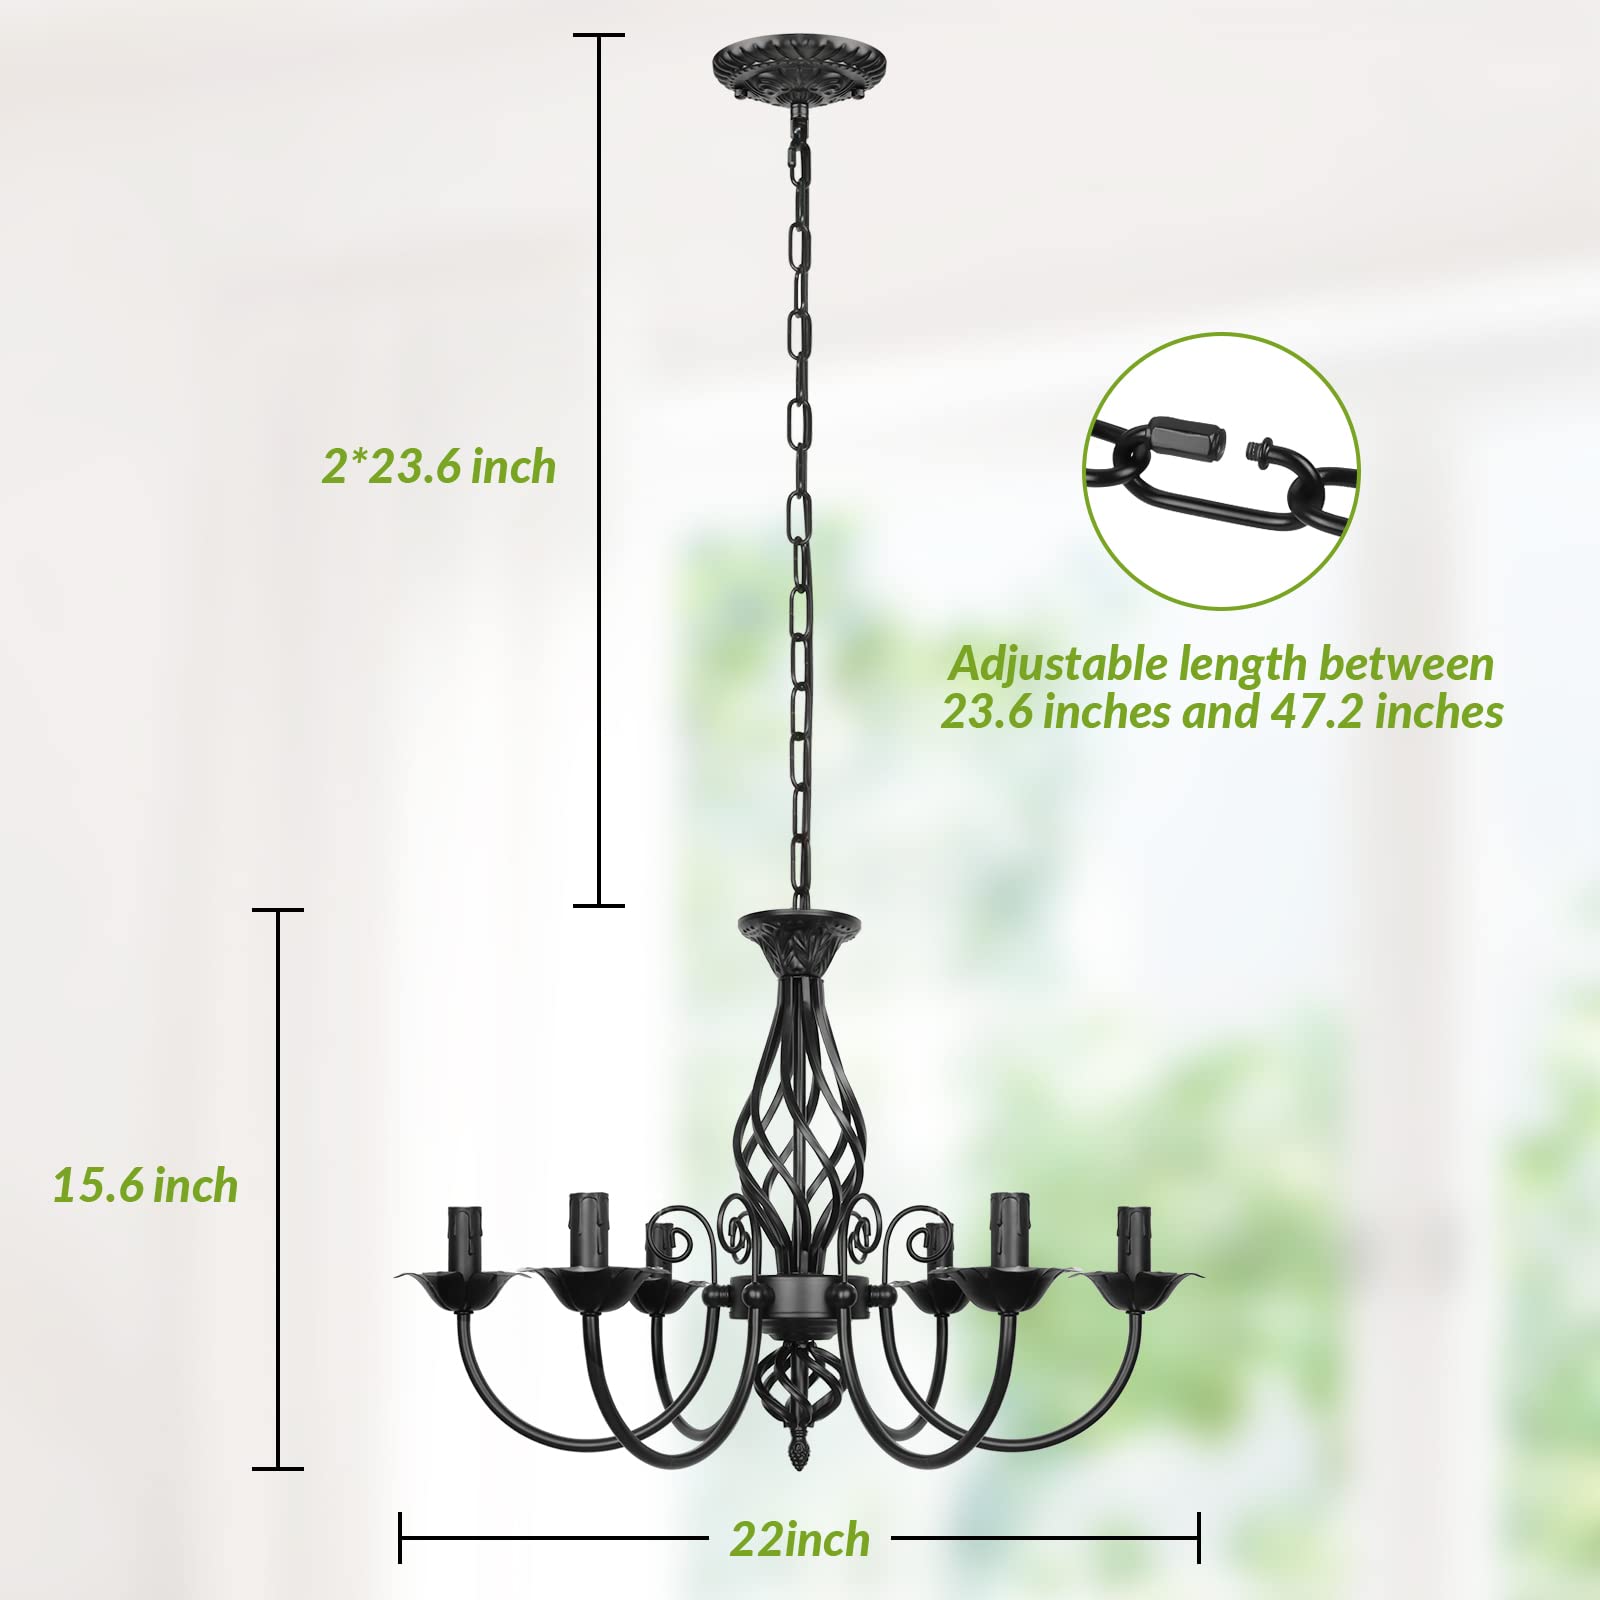 2*23.6 inch
Adjustable length between
23.6 inches and 47.2 inches
15.6 inch
22inch